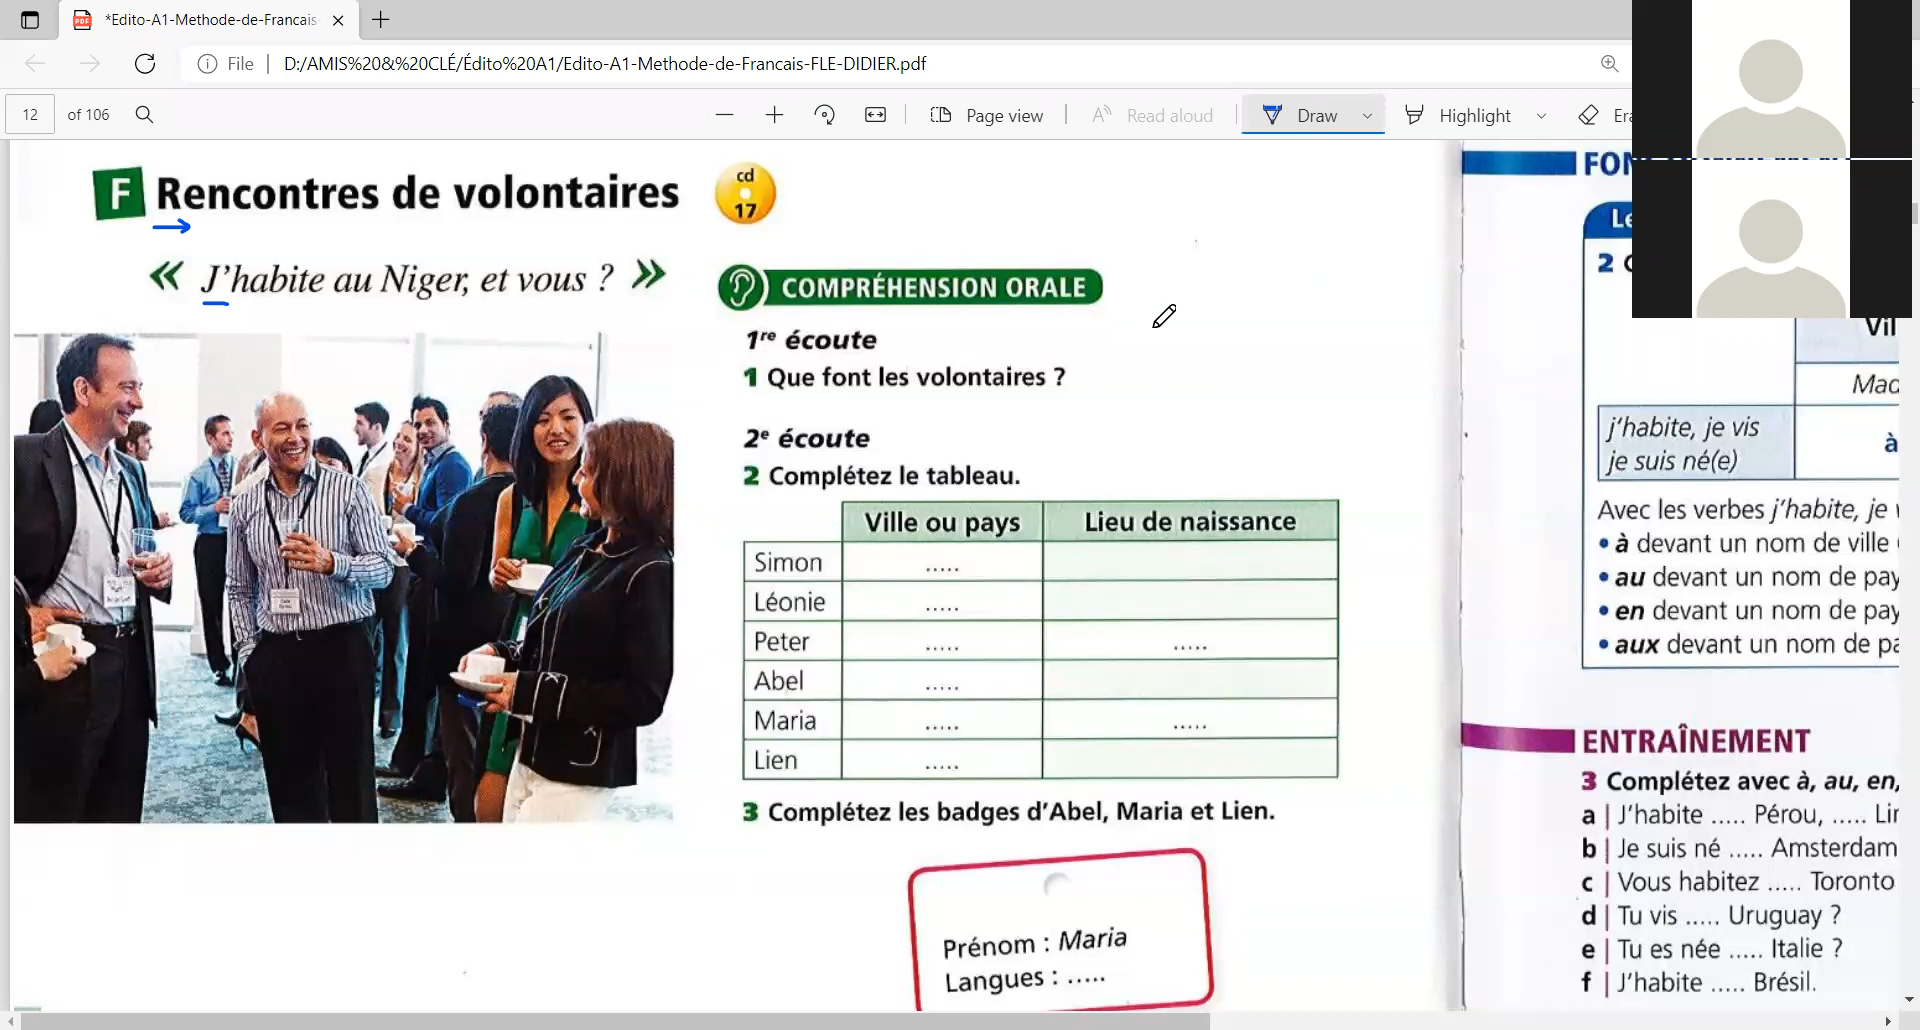 *Edito-A1-Methode-de-Francais
File
D:/AMIS%20&%20CLÉ/Édito%20A1/Edito-A1-Methode-de-Francais-FLE-DIDIER.pdf
12 of 106
Page view
Read aloud
Draw
Highlight
F Rencontres de volontaires
cd 17
« J'habite au Niger, et vous ? »
COMPRÉHENSION ORALE
1re écoute
1 Que font les volontaires ?
2e écoute
2 Complétez le tableau.
Ville ou pays Lieu de naissance
Simon .....
Léonie .....
Peter ..... .....
Abel .....
Maria ..... .....
Lien .....
3 Complétez les badges d'Abel, Maria et Lien.
Prénom : Maria
Langues : .....
2
j'habite, je vis
je suis né(e)
à
Avec les verbes j'habite, je
• à devant un nom de ville
• au devant un nom de pay
• en devant un nom de pay
• aux devant un nom de pa
ENTRAÎNEMENT
3 Complétez avec à, au, en,
a | J'habite ..... Pérou, .....
b | Je suis né ..... Amsterdam
c | Vous habitez ..... Toronto
d | Tu vis ..... Uruguay ?
e | Tu es née ..... Italie ?
f | J'habite ..... Brésil.